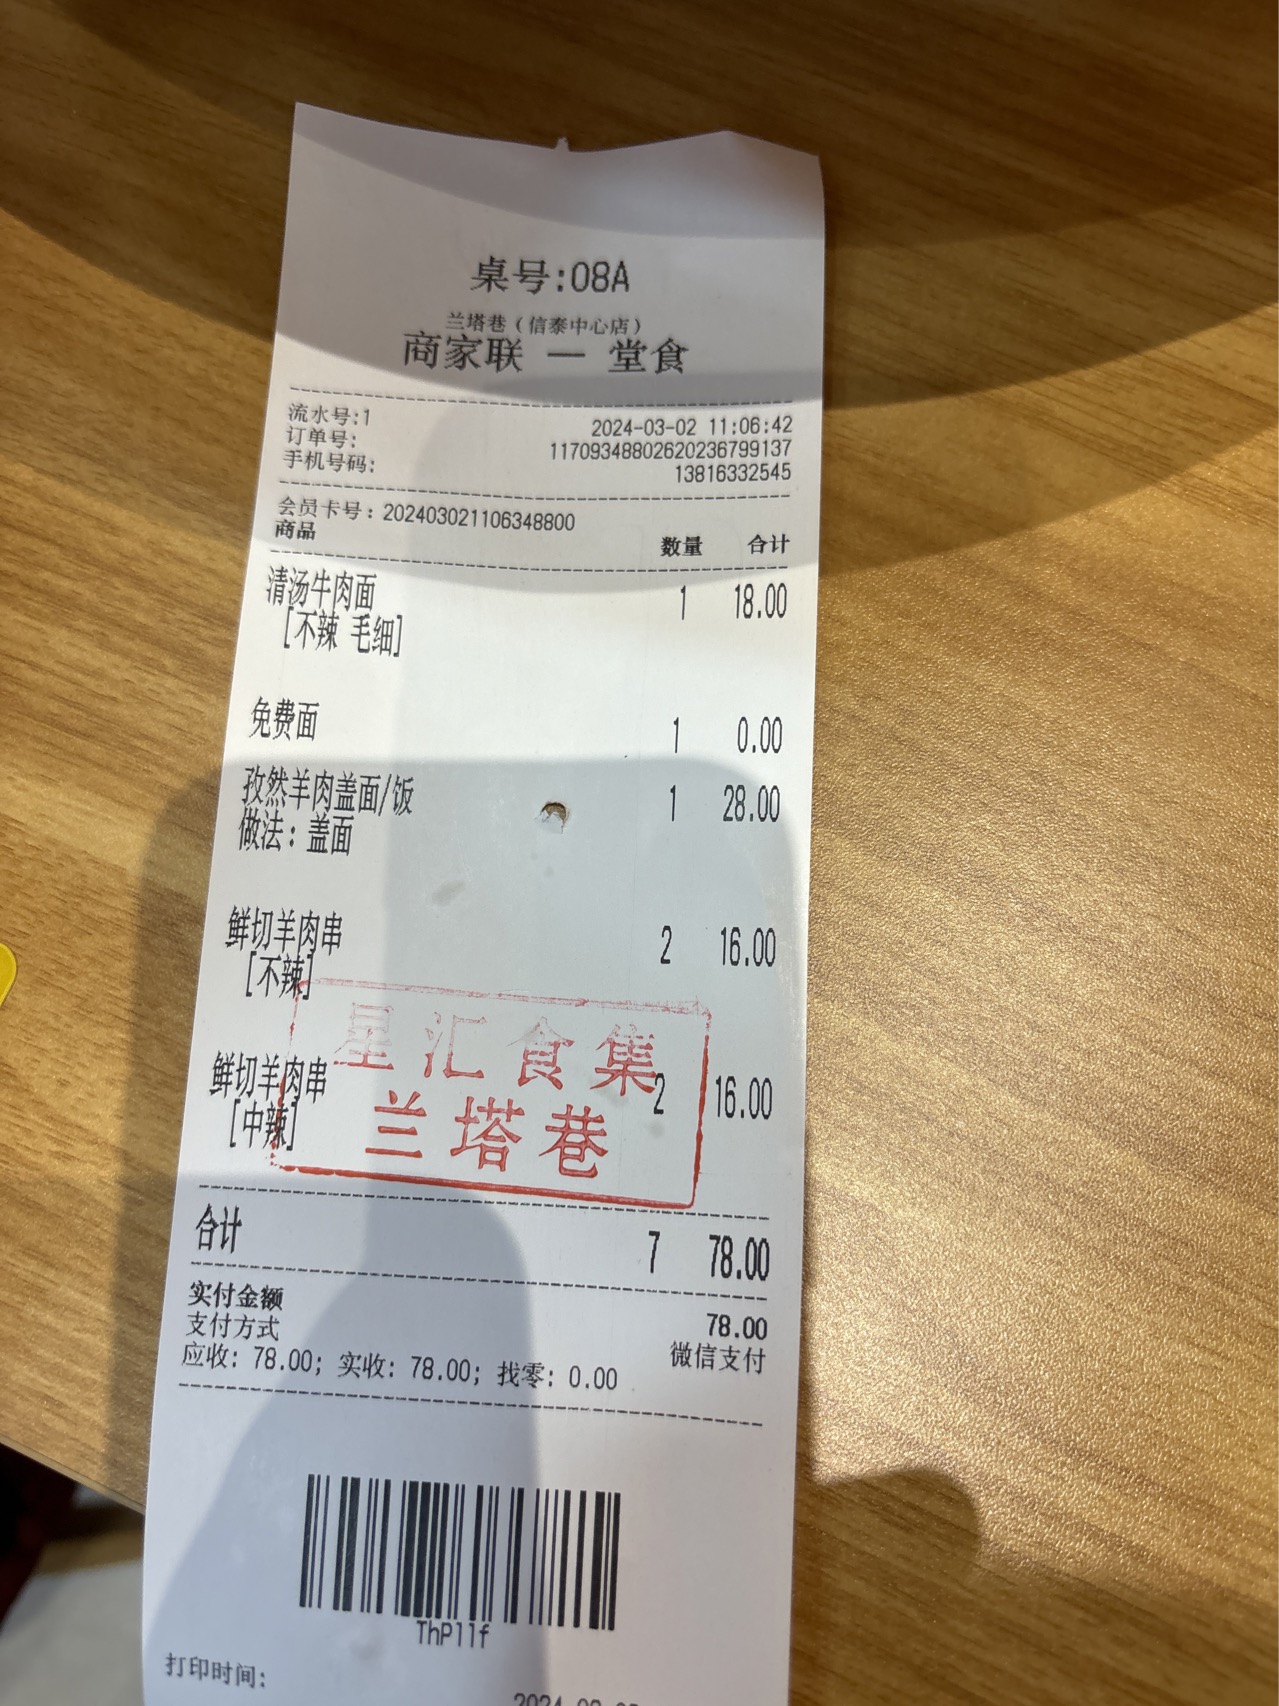 桌号:08A
兰塔巷（信泰中心店）
商家联 一 堂食
流水号:1 2024-03-02 11:06:42
订单号: 11709348802620236799137
手机号码: 13816332545
会员卡号：202403021106348800
商品 数量 合计
清汤牛肉面 1 18.00
[不辣 毛细]
免费面 1 0.00
孜然羊肉盖面/饭 1 28.00
做法：盖面
鲜切羊肉串 2 16.00
[不辣]
星汇食集
鲜切羊肉串 2 16.00
[中辣]
兰塔巷
合计 7 78.00
实付金额 78.00
支付方式 微信支付
应收: 78.00; 实收: 78.00; 找零: 0.00
ThP11f
打印时间: